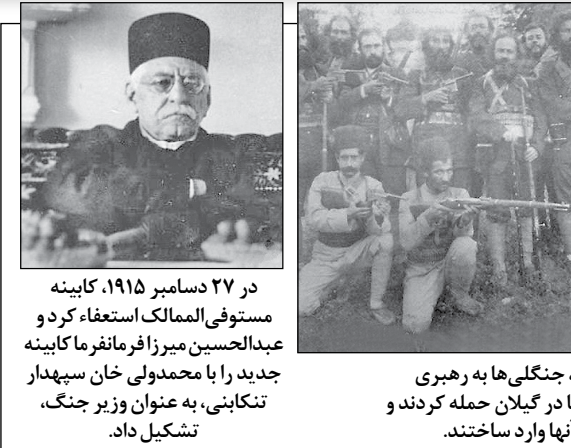 در ۲۷ دسامبر ۱۹۱۵، کابینه
مستوفی‌الممالک استعفاء کرد و
عبدالحسین میرزا فرمانفرما کابینه
جدید را با محمدولی خان سپهدار
تنکابنی، به عنوان وزیر جنگ،
تشکیل داد.
، جنگلی‌ها به رهبری
ا در گیلان حمله کردند و
آنها وارد ساختند.